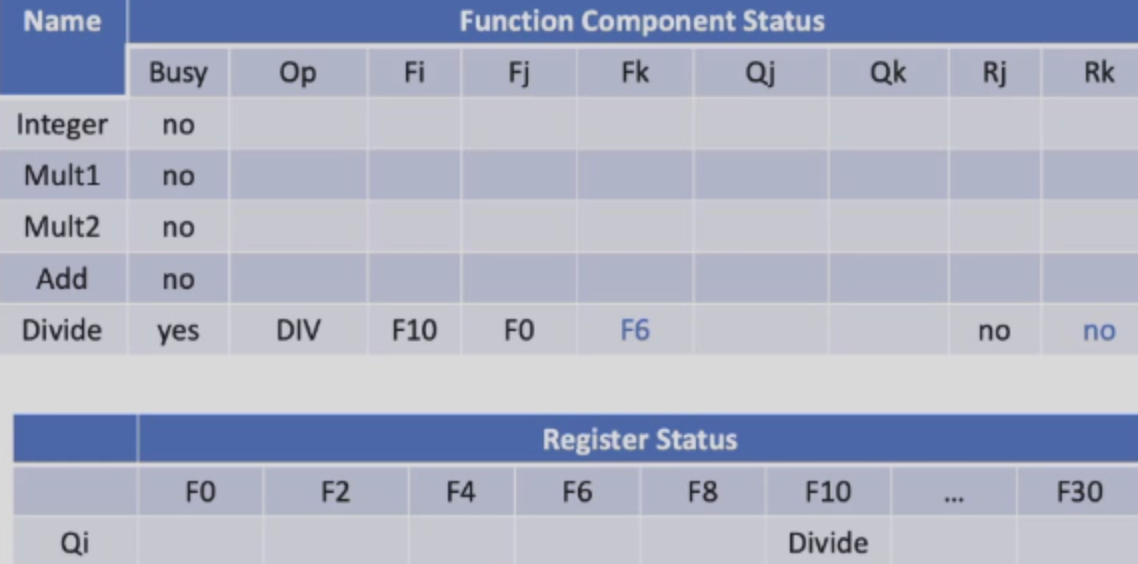 Name Function Component Status
Busy Op Fi Fj Fk Qj Qk Rj Rk
Integer no
Mult1 no
Mult2 no
Add no
Divide yes DIV F10 F0 F6 no no
Register Status
F0 F2 F4 F6 F8 F10 ... F30
Qi Divide